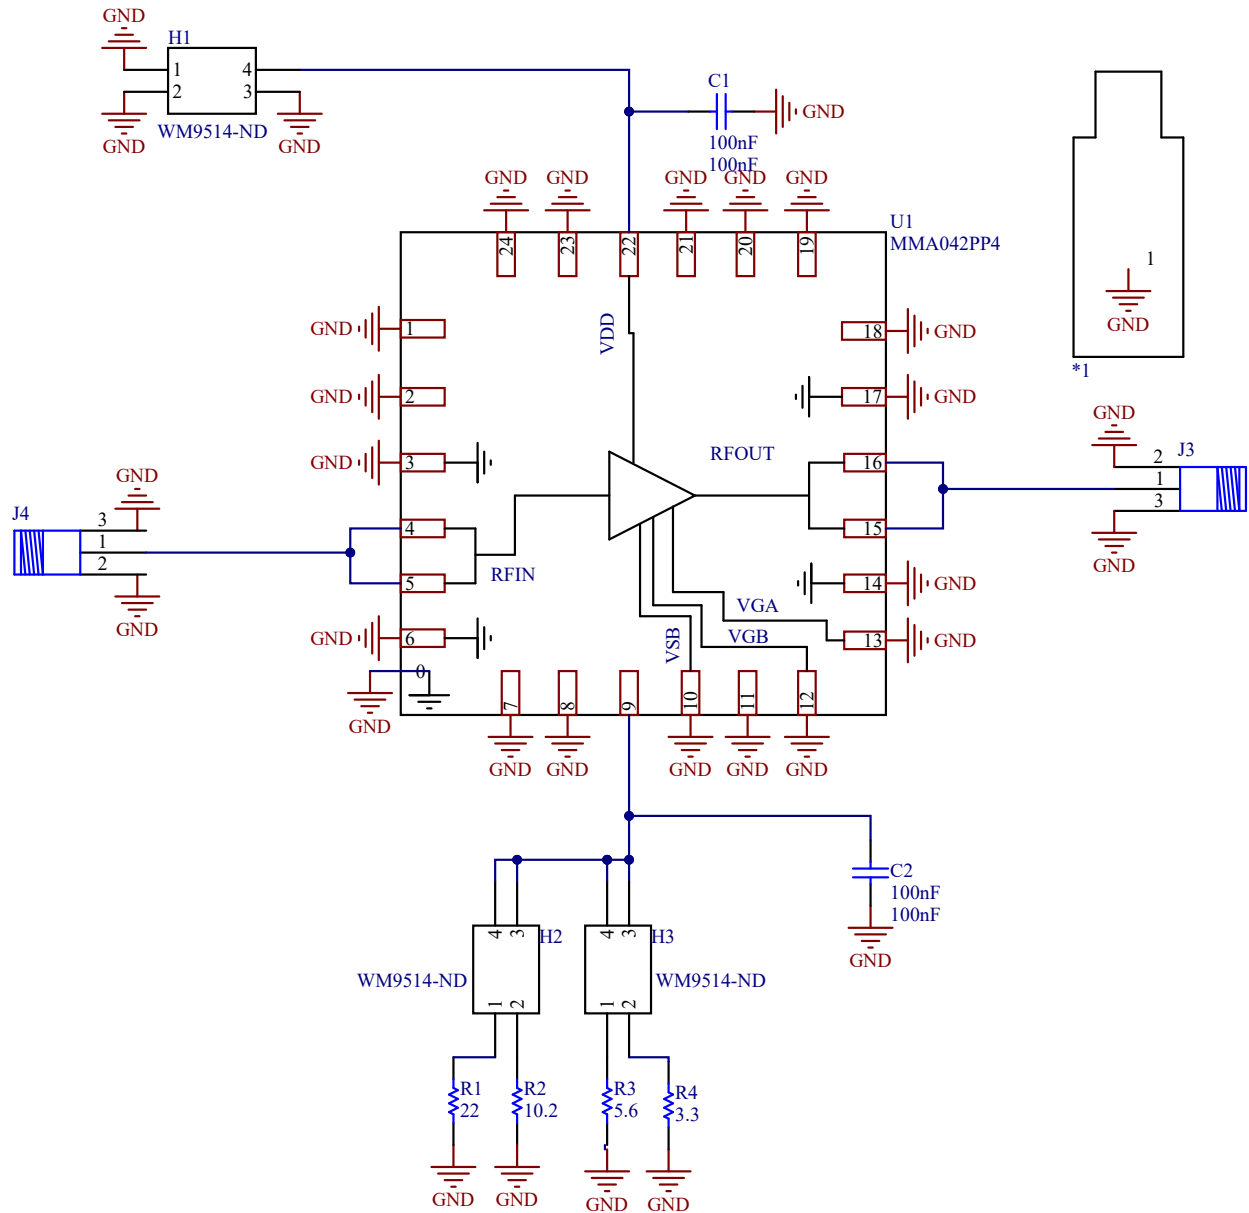 GND
H1
1 4
2 3
GND GND
WM9514-ND
C1
GND
100nF
100nF
GND GND GND GND GND
U1
MMA042PP4
24 23 22 21 20 19
VDD
GND 1
18 GND
GND 2
17 GND
1
GND
*1
GND 3
RFOUT
16
GND
2
1
3
J3
GND
GND
J4
3
1
2
GND
4
5
RFIN
15
14 GND
VGA
VGB
VSB
13 GND
GND 6
0
GND
7 8 9 10 11 12
GND GND GND GND GND
C2
100nF
100nF
GND
4 3 H2
WM9514-ND
1 2
4 3 H3
WM9514-ND
1 2
R1
22
R2
10.2
R3
5.6
R4
3.3
GND GND GND GND